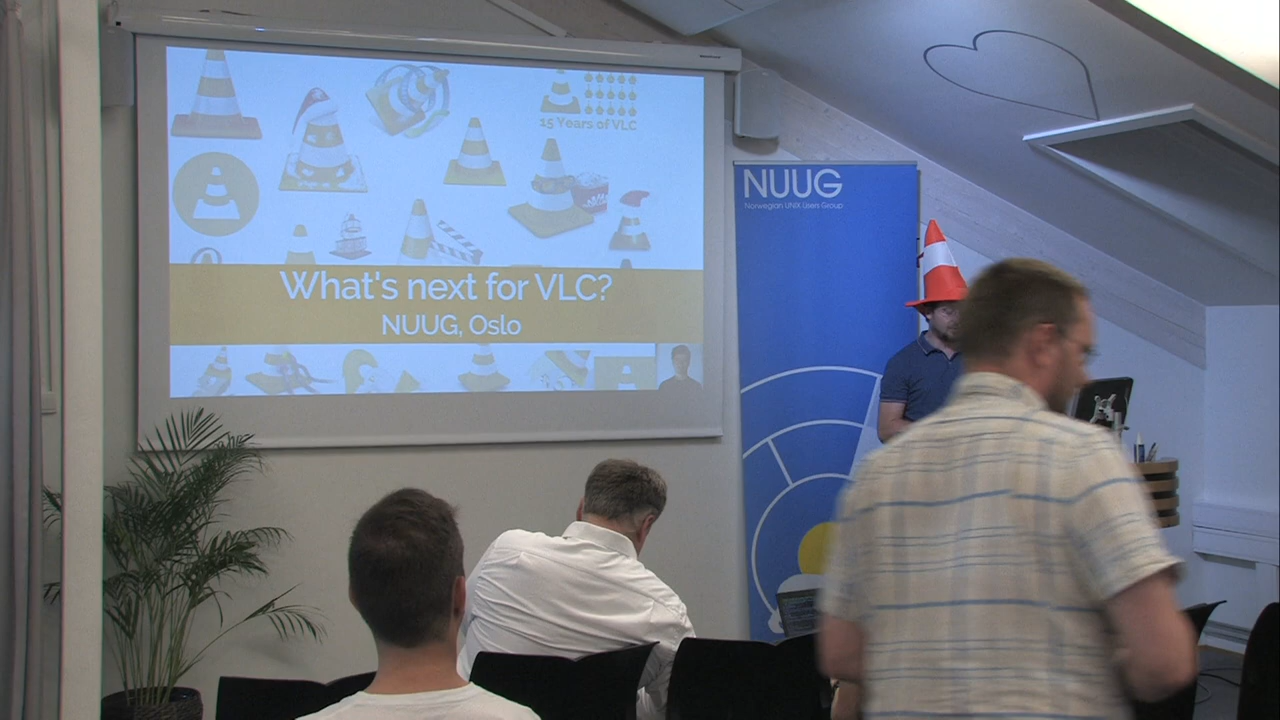 15 Years of VLC
What's next for VLC?
NUUG, Oslo
NUUG
Norwegian UNIX Users Group